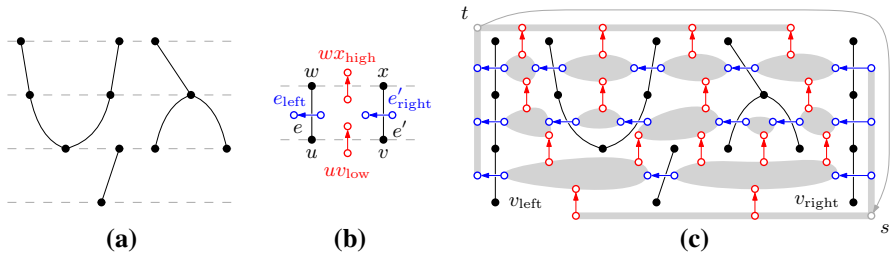 t
wx_high
w
x
e_left
e'_right
e
e'
u
v
uv_low
v_left
v_right
s
(a)
(b)
(c)